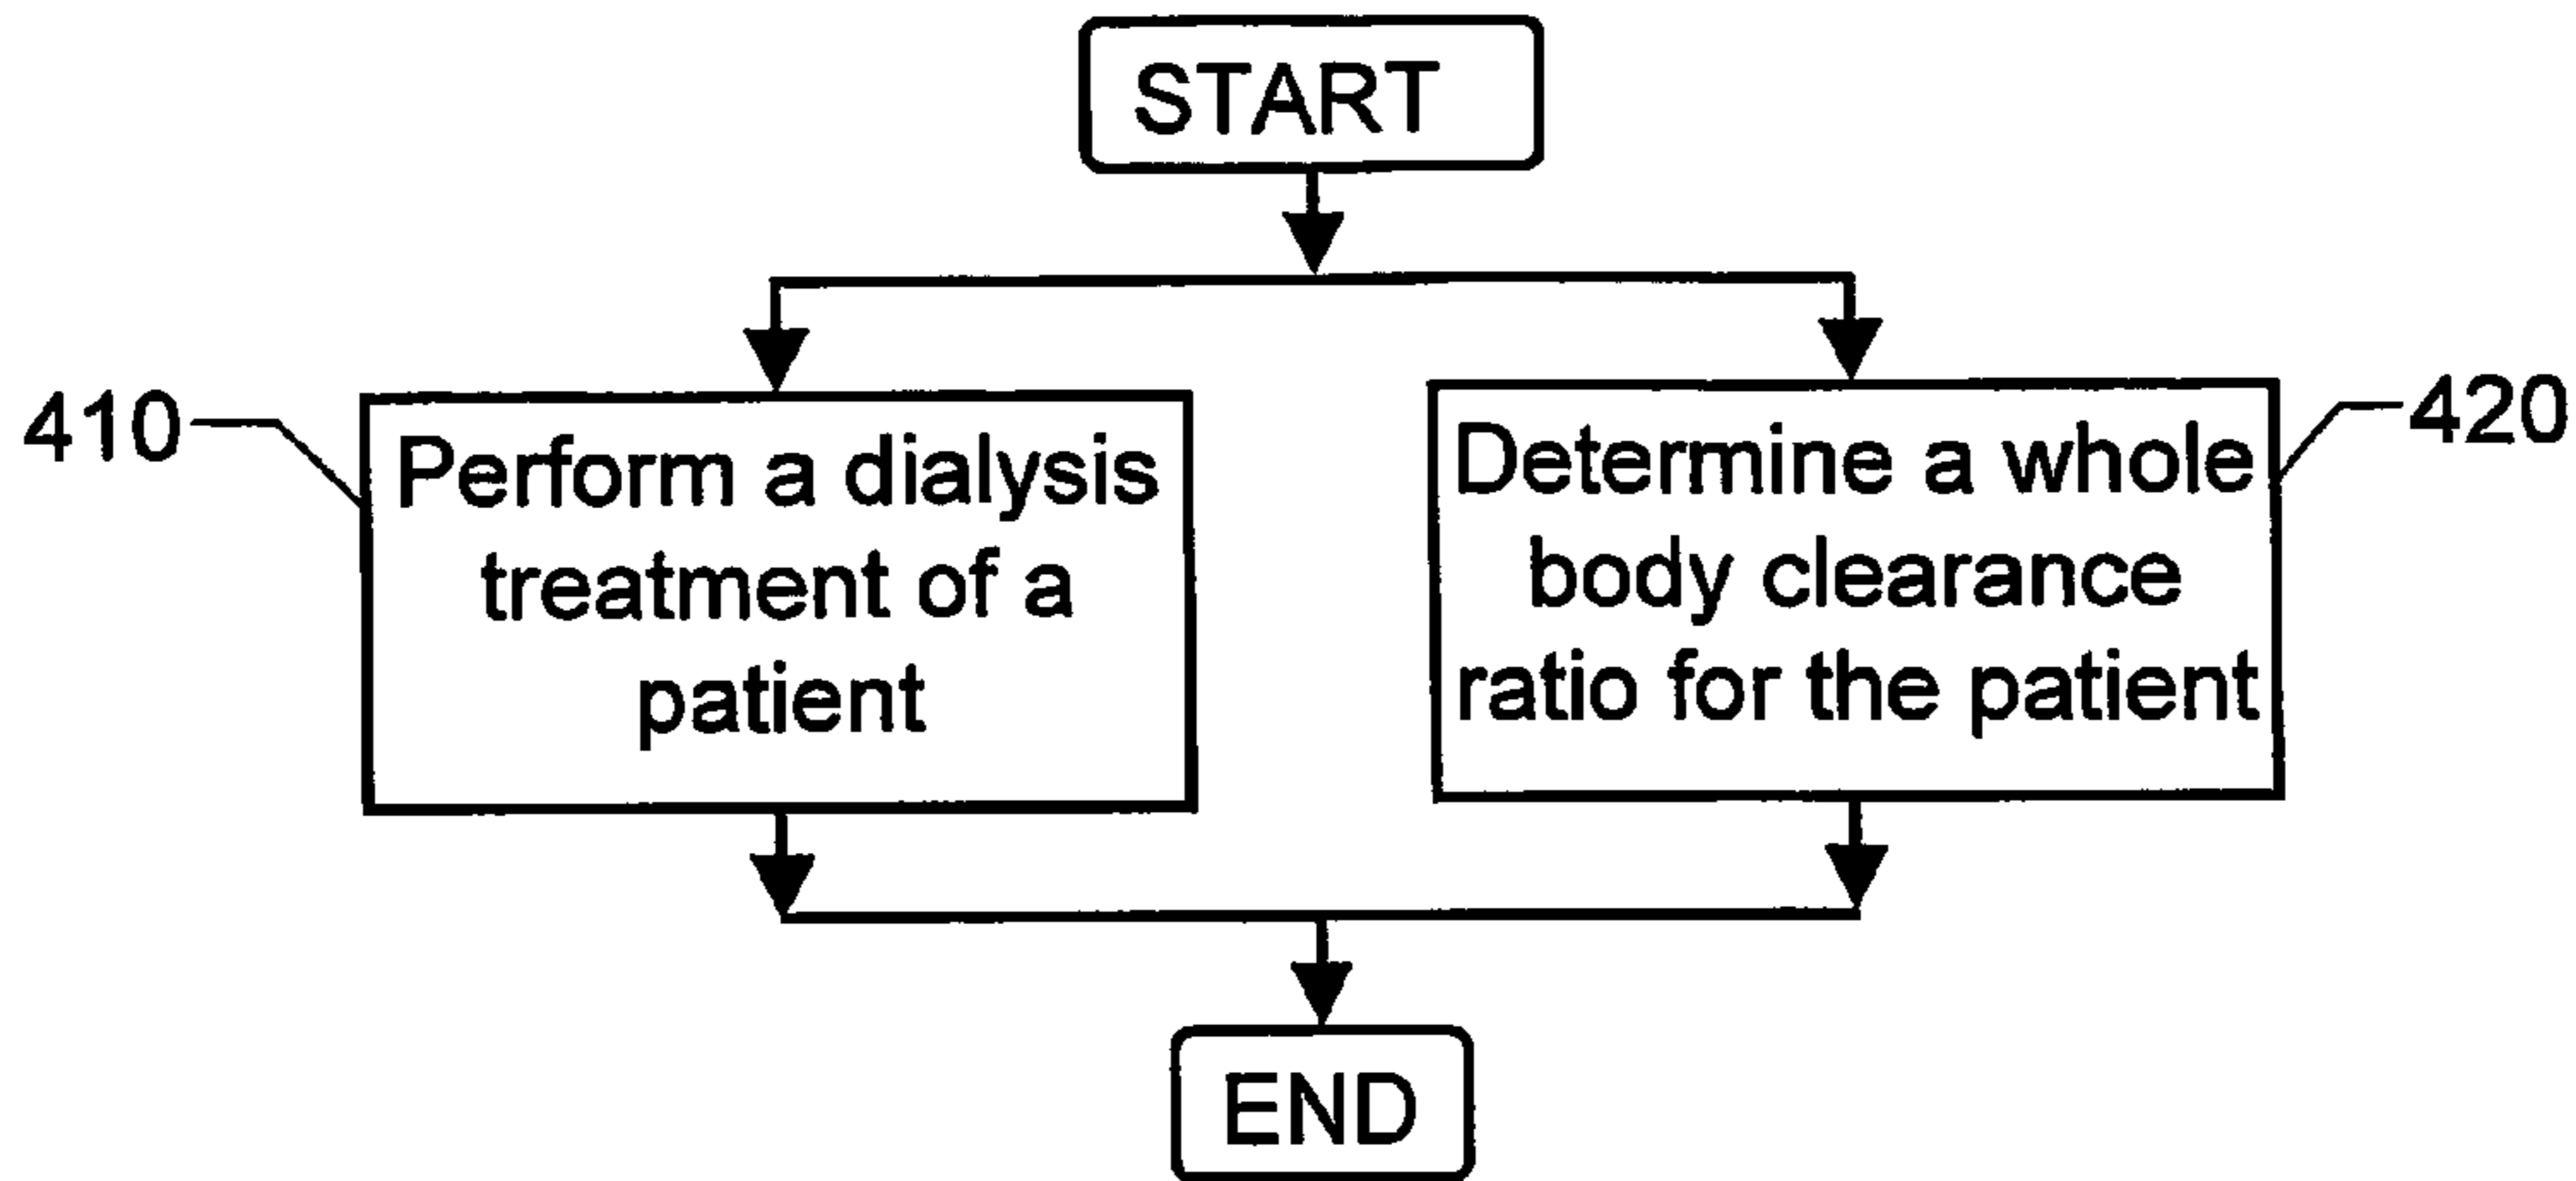 START
410
Perform a dialysis
treatment of a
patient
Determine a whole
body clearance
ratio for the patient
420
END